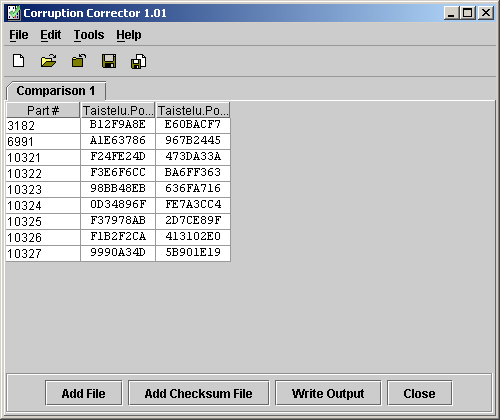 Corruption Corrector 1.01
File Edit Tools Help
Comparison 1
Part # Taistelu.Po... Taistelu.Po...
3182 B12F9A8E E60BACF7
6991 A1E63786 967B2445
10321 F24FE24D 473DA33A
10322 F3E6F6CC BA6FF363
10323 98BB48EB 636FA716
10324 0D34896F FE7A3CC4
10325 F37978AB 2D7CE89F
10326 F1B2F2CA 413102E0
10327 9990A34D 5B901E19
Add File Add Checksum File Write Output Close